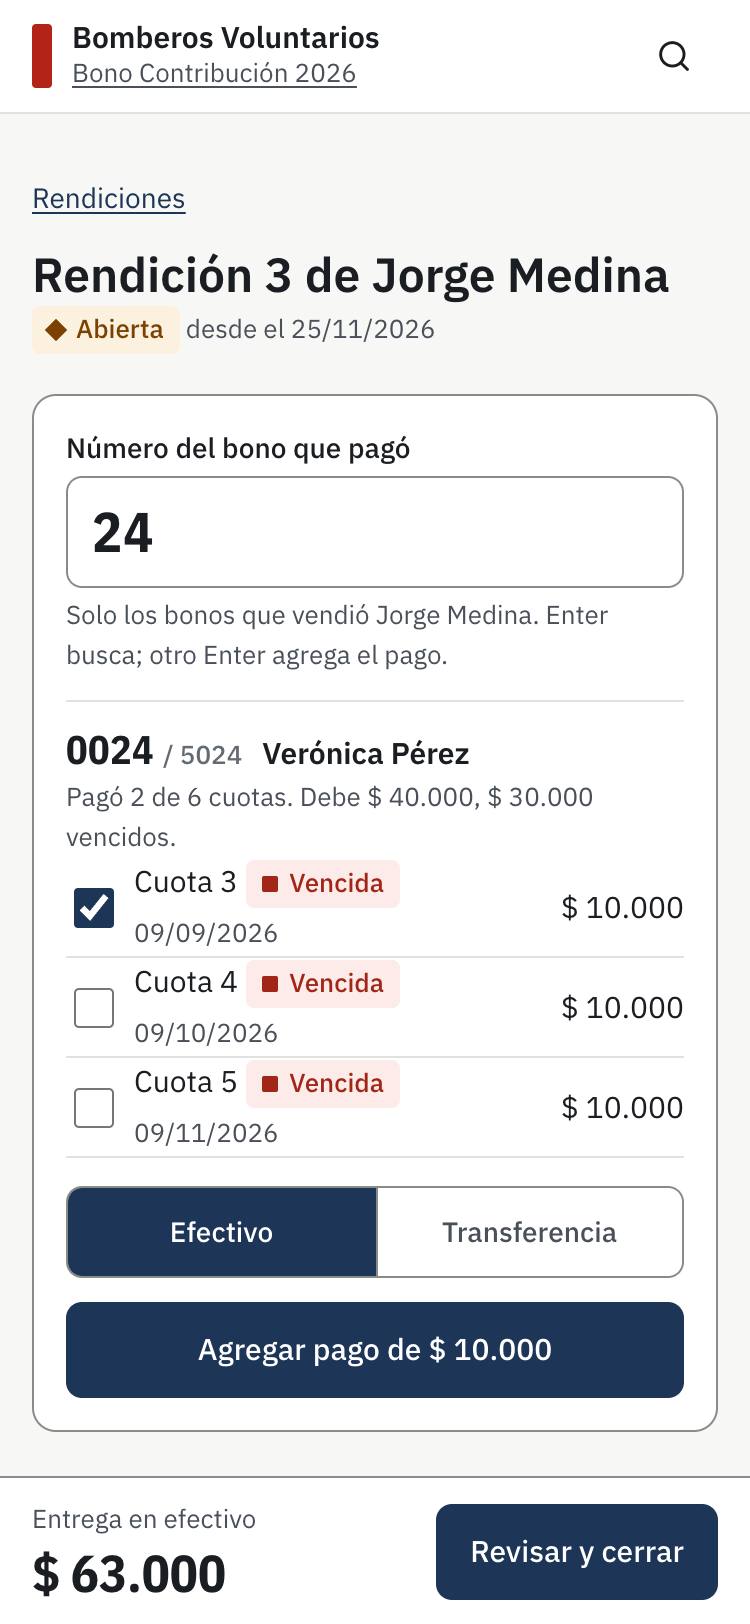 Bomberos Voluntarios
Bono Contribución 2026
Rendiciones
Rendición 3 de Jorge Medina
Abierta desde el 25/11/2026
Número del bono que pagó
24
Solo los bonos que vendió Jorge Medina. Enter
busca; otro Enter agrega el pago.
0024 / 5024 Verónica Pérez
Pagó 2 de 6 cuotas. Debe $ 40.000, $ 30.000
vencidos.
Cuota 3 Vencida
09/09/2026
$ 10.000
Cuota 4 Vencida
09/10/2026
$ 10.000
Cuota 5 Vencida
09/11/2026
$ 10.000
Efectivo
Transferencia
Agregar pago de $ 10.000
Entrega en efectivo
$ 63.000
Revisar y cerrar